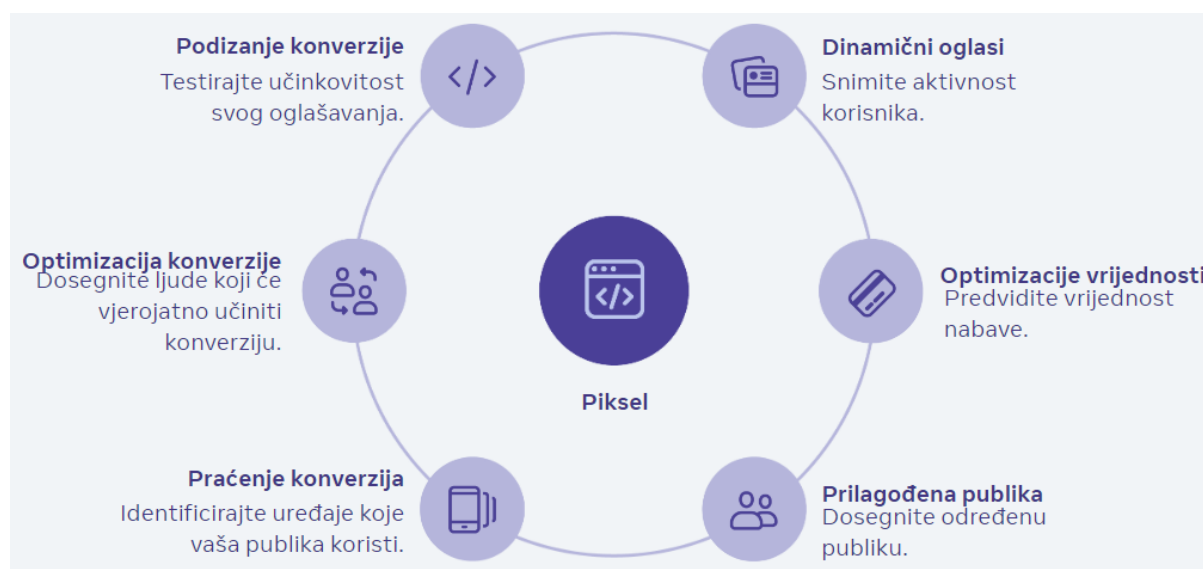 Podizanje konverzije
Testirajte učinkovitost
svog oglašavanja.
Dinamični oglasi
Snimite aktivnost
korisnika.
Optimizacija konverzije
Dosegnite ljude koji će
vjerojatno učiniti
konverziju.
Optimizacije vrijednosti
Predvidite vrijednost
nabave.
Piksel
Praćenje konverzija
Identificirajte uređaje koje
vaša publika koristi.
Prilagođena publika
Dosegnite određenu
publiku.